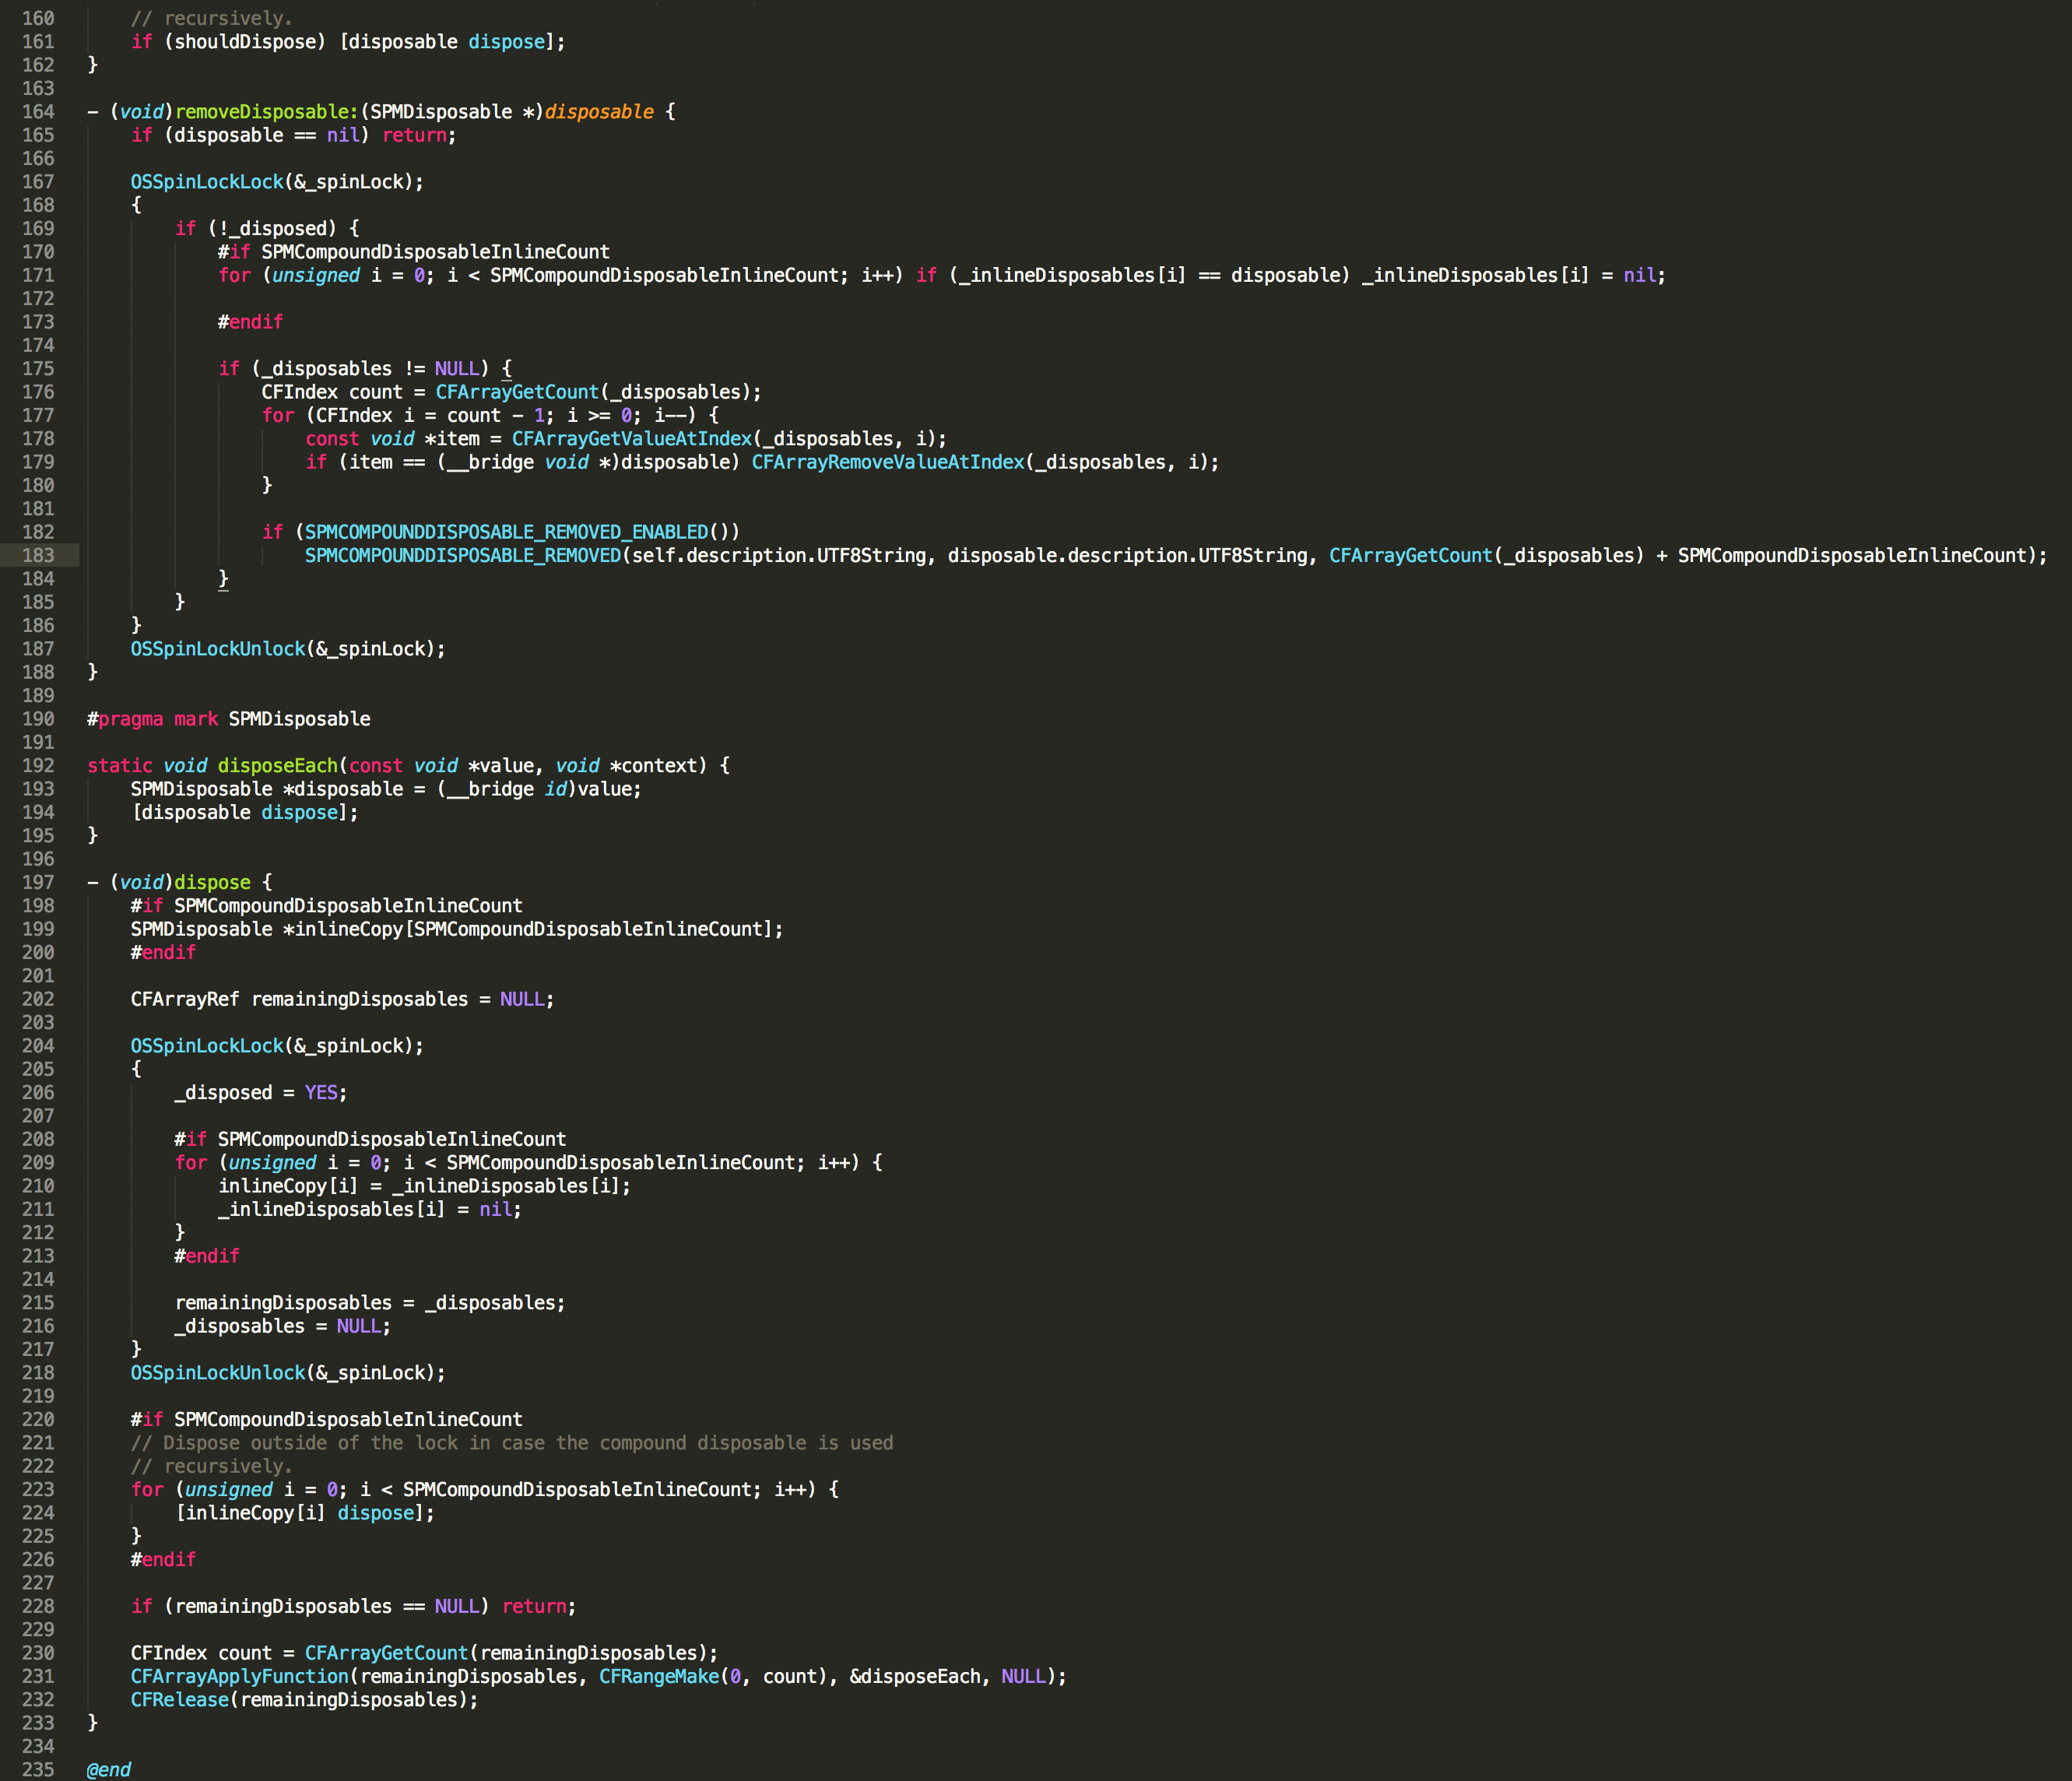 160 // recursively.
161 if (shouldDispose) [disposable dispose];
162 }
163
164 - (void)removeDisposable:(SPMDisposable *)disposable {
165 if (disposable == nil) return;
166
167 OSSpinLockLock(&_spinLock);
168 {
169 if (!_disposed) {
170 #if SPMCompoundDisposableInlineCount
171 for (unsigned i = 0; i < SPMCompoundDisposableInlineCount; i++) if (_inlineDisposables[i] == disposable) _inlineDisposables[i] = nil;
172
173 #endif
174
175 if (_disposables != NULL) {
176 CFIndex count = CFArrayGetCount(_disposables);
177 for (CFIndex i = count - 1; i >= 0; i--) {
178 const void *item = CFArrayGetValueAtIndex(_disposables, i);
179 if (item == (__bridge void *)disposable) CFArrayRemoveValueAtIndex(_disposables, i);
180 }
181
182 if (SPMCOMPOUNDDISPOSABLE_REMOVED_ENABLED())
183 SPMCOMPOUNDDISPOSABLE_REMOVED(self.description.UTF8String, disposable.description.UTF8String, CFArrayGetCount(_disposables) + SPMCompoundDisposableInlineCount);
184 }
185 }
186 }
187 OSSpinLockUnlock(&_spinLock);
188 }
189
190 #pragma mark SPMDisposable
191
192 static void disposeEach(const void *value, void *context) {
193 SPMDisposable *disposable = (__bridge id)value;
194 [disposable dispose];
195 }
196
197 - (void)dispose {
198 #if SPMCompoundDisposableInlineCount
199 SPMDisposable *inlineCopy[SPMCompoundDisposableInlineCount];
200 #endif
201
202 CFArrayRef remainingDisposables = NULL;
203
204 OSSpinLockLock(&_spinLock);
205 {
206 _disposed = YES;
207
208 #if SPMCompoundDisposableInlineCount
209 for (unsigned i = 0; i < SPMCompoundDisposableInlineCount; i++) {
210 inlineCopy[i] = _inlineDisposables[i];
211 _inlineDisposables[i] = nil;
212 }
213 #endif
214
215 remainingDisposables = _disposables;
216 _disposables = NULL;
217 }
218 OSSpinLockUnlock(&_spinLock);
219
220 #if SPMCompoundDisposableInlineCount
221 // Dispose outside of the lock in case the compound disposable is used
222 // recursively.
223 for (unsigned i = 0; i < SPMCompoundDisposableInlineCount; i++) {
224 [inlineCopy[i] dispose];
225 }
226 #endif
227
228 if (remainingDisposables == NULL) return;
229
230 CFIndex count = CFArrayGetCount(remainingDisposables);
231 CFArrayApplyFunction(remainingDisposables, CFRangeMake(0, count), &disposeEach, NULL);
232 CFRelease(remainingDisposables);
233 }
234
235 @end